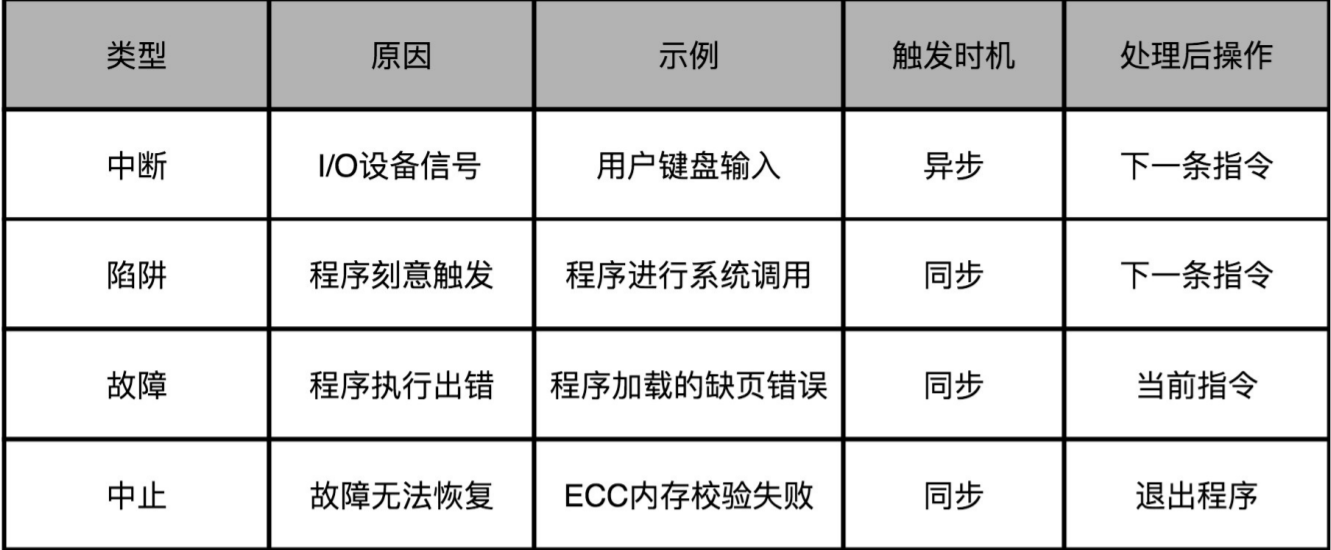 类型 原因 示例 触发时机 处理后操作
中断 I/O设备信号 用户键盘输入 异步 下一条指令
陷阱 程序刻意触发 程序进行系统调用 同步 下一条指令
故障 程序执行出错 程序加载的缺页错误 同步 当前指令
中止 故障无法恢复 ECC内存校验失败 同步 退出程序